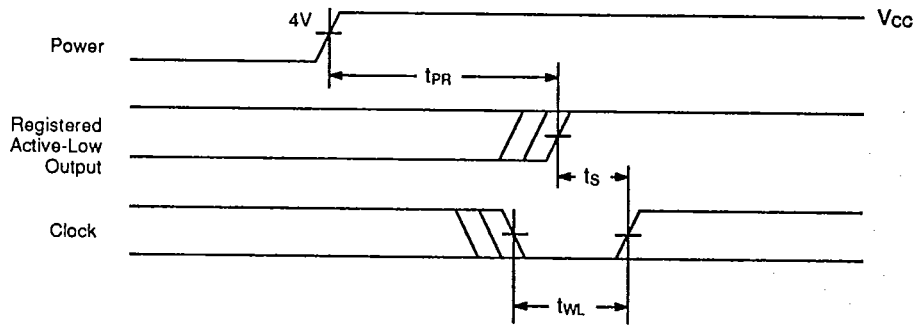 4V
VCC
Power
tPR
Registered
Active-Low
Output
tS
Clock
tWL